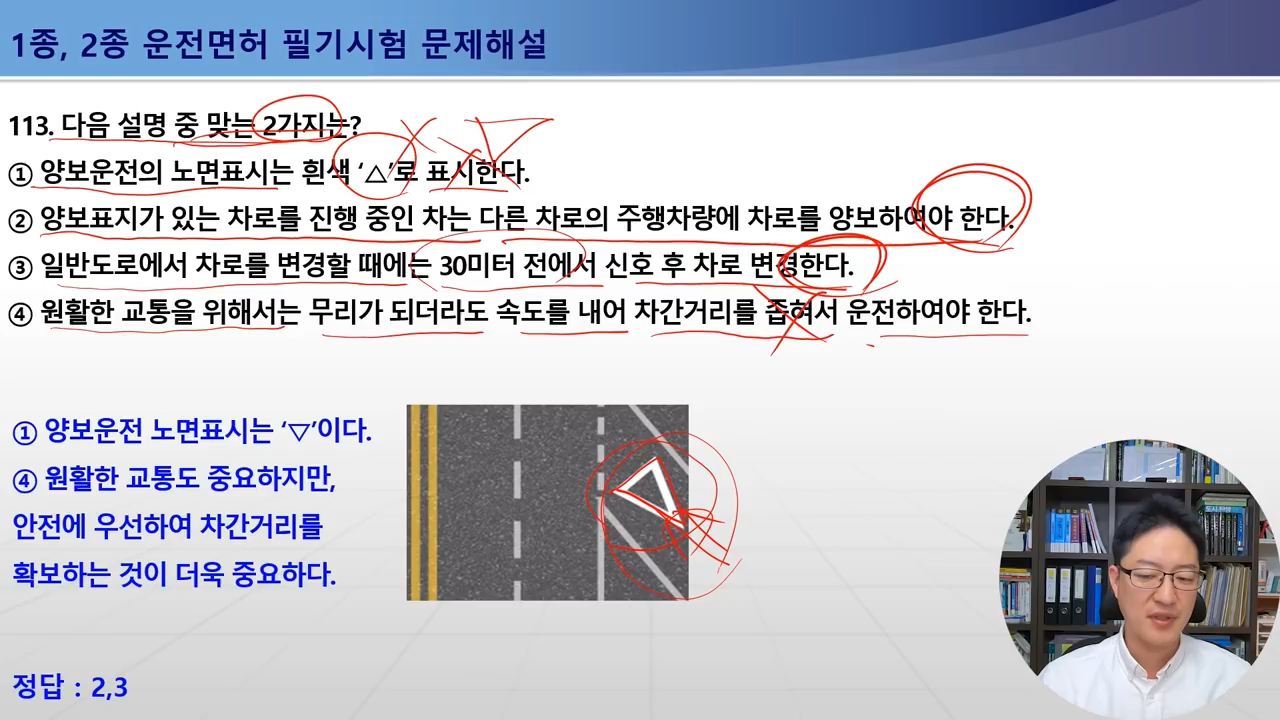 1종, 2종 운전면허 필기시험 문제해설
113. 다음 설명 중 맞는 2가지는?
① 양보운전의 노면표시는 흰색 ‘△’로 표시한다.
② 양보표지가 있는 차로를 진행 중인 차는 다른 차로의 주행차량에 차로를 양보하여야 한다.
③ 일반도로에서 차로를 변경할 때에는 30미터 전에서 신호 후 차로 변경한다.
④ 원활한 교통을 위해서는 무리가 되더라도 속도를 내어 차간거리를 좁혀서 운전하여야 한다.
① 양보운전 노면표시는 ‘▽’이다.
④ 원활한 교통도 중요하지만,
안전에 우선하여 차간거리를
확보하는 것이 더욱 중요하다.
정답 : 2,3